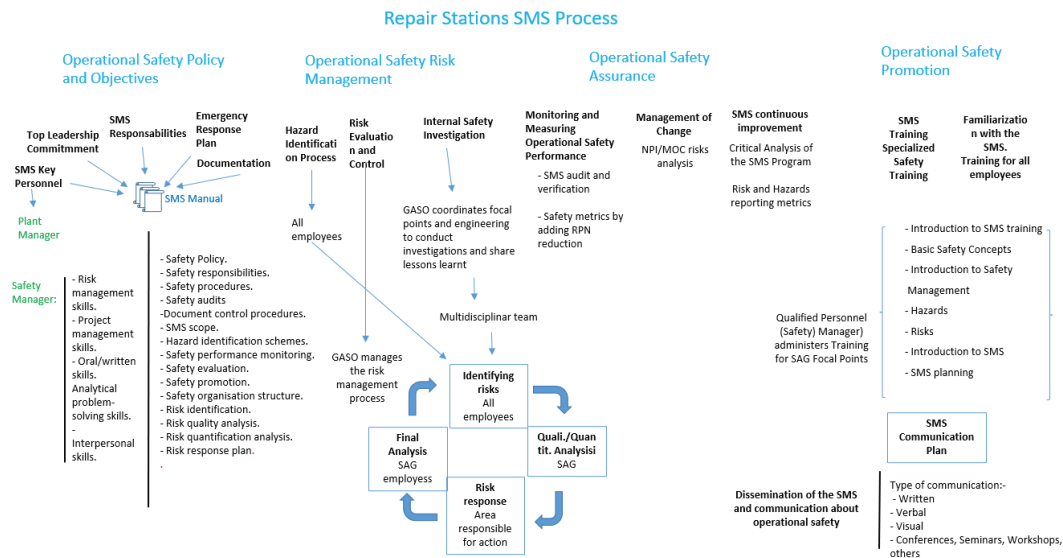 Repair Stations SMS Process
Operational Safety Policy
and Objectives
Operational Safety Risk
Management
Operational Safety
Assurance
Operational Safety
Promotion
Top Leadership
Commitmment
SMS
Responsabilities
Emergency
Response
Plan
Documentation
SMS Key
Personnel
SMS Manual
Plant
Manager
Safety
Manager:
- Risk
management
skills.
- Project
management
skills.
- Oral/written
skills.
Analytical
problem-
solving skills.
-
Interpersonal
skills.
- Safety Policy.
- Safety responsibilities.
- Safety procedures.
- Safety audits
-Document control procedures.
- SMS scope.
- Hazard identification schemes.
- Safety performance monitoring.
- Safety evaluation.
- Safety promotion.
- Safety organisation structure.
- Risk identification.
- Risk quality analysis.
- Risk quantification analysis.
- Risk response plan.
.
Hazard
Identificati
on Process
Risk
Evaluatio
n and
Control
Internal Safety
Investigation
All
employees
GASO coordinates focal
points and engineering
to conduct
investigations and share
lessons learnt
Multidisciplinar team
GASO manages
the risk
management
process
Identifying
risks
All
employees
Quali./Quan
tit. Analysisi
SAG
Risk
response
Area
responsible
for action
Final
Analysis
SAG
employess
Monitoring and
Measuring
Operational Safety
Performance
- SMS audit and
verification
- Safety metrics by
adding RPN
reduction
Management of
Change
NPI/MOC risks
analysis
SMS continuous
improvement
Critical Analysis of
the SMS Program
Risk and Hazards
reporting metrics
SMS
Training
Specialized
Safety
Training
Familiarizatio
n with the
SMS.
Training for all
employees
Qualified Personnel
(Safety) Manager)
administers Training
for SAG Focal Points
- Introduction to SMS training
- Basic Safety Concepts
- Introduction to Safety
Management
- Hazards
- Risks
- Introduction to SMS
- SMS planning
SMS
Communication
Plan
Dissemination of the SMS
and communication about
operational safety
Type of communication:-
- Written
- Verbal
- Visual
- Conferences, Seminars, Workshops,
others